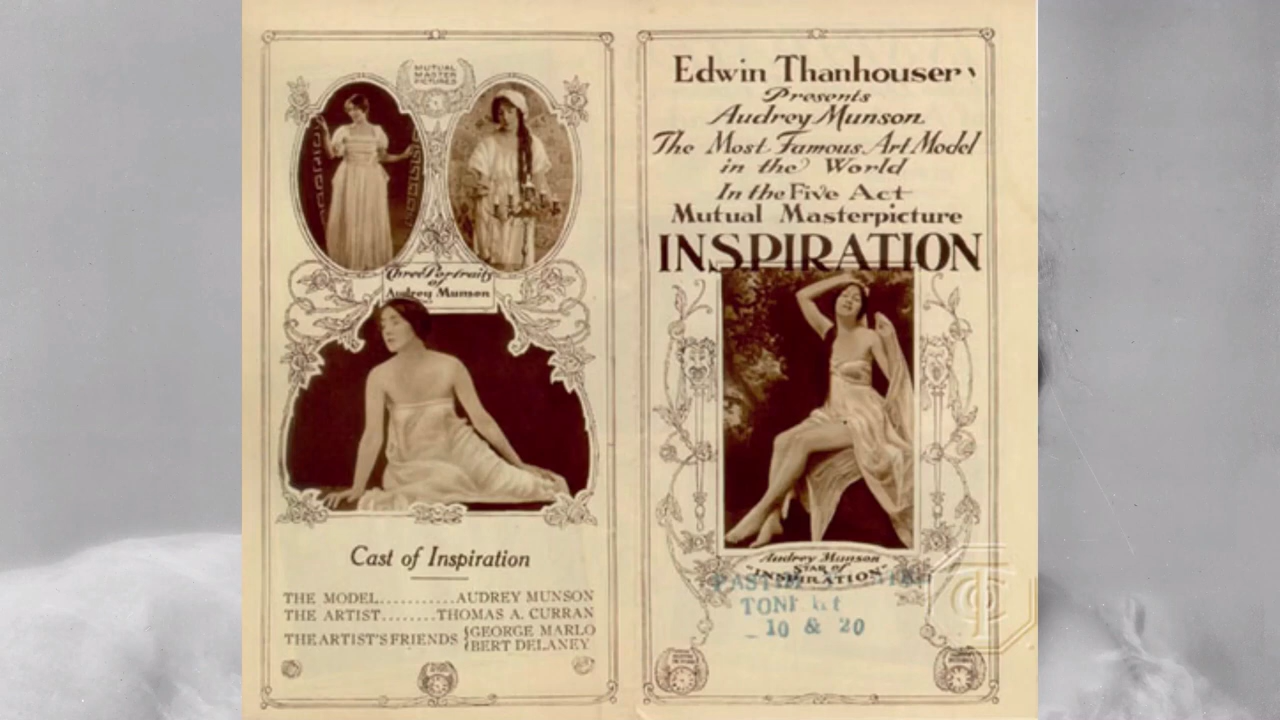 MUTUAL
MASTER
PICTURES
Three Portraits
of
Audrey Munson
Cast of Inspiration
THE MODEL...........AUDREY MUNSON
THE ARTIST........THOMAS A. CURRAN
THE ARTIST'S FRIENDS {GEORGE MARLO
BERT DELANEY
Edwin Thanhouser
Presents
Audrey Munson
The Most Famous Art Model
in the World
In the Five Act
Mutual Masterpicture
INSPIRATION
Audrey Munson
STAR of
"INSPIRATION"
10 & 20